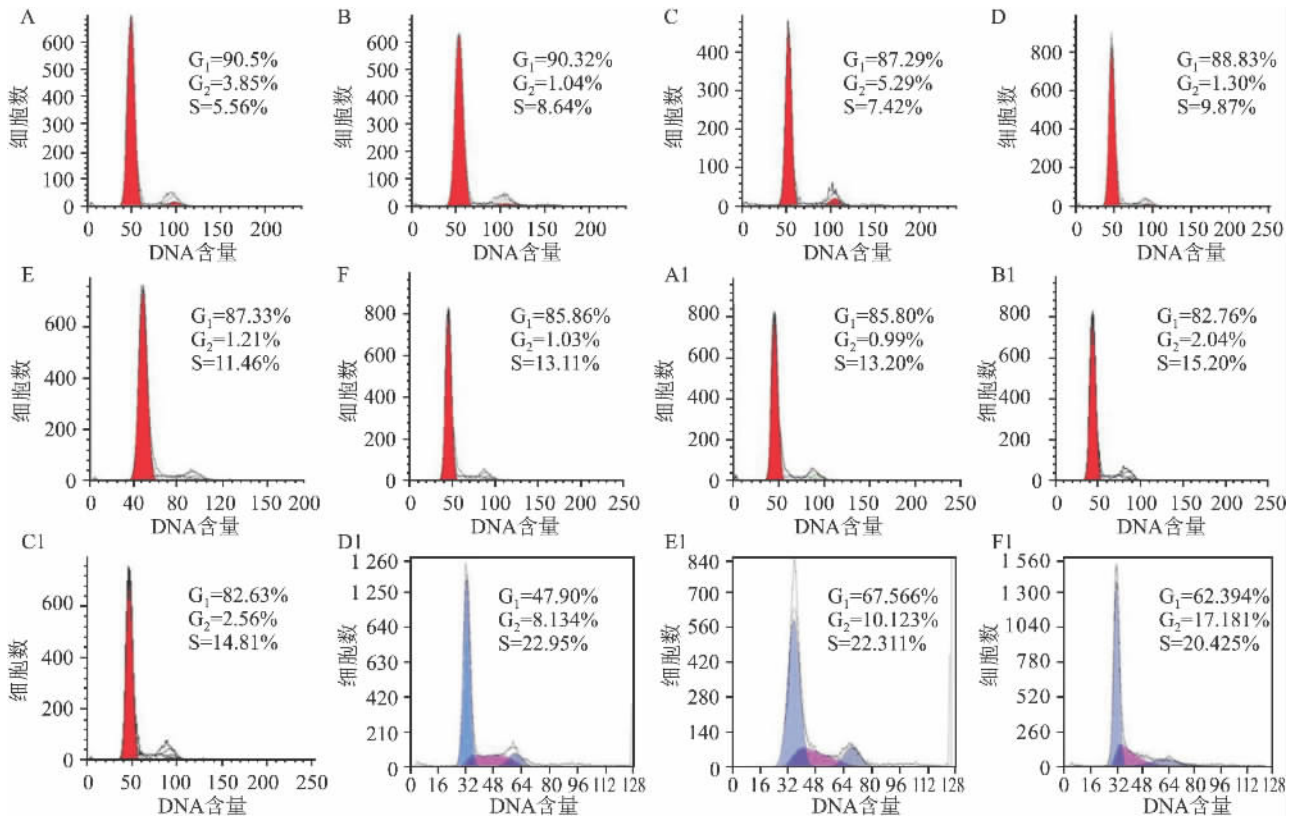 A
G₁=90.5%
G₂=3.85%
S=5.56%
600
500
400
300
200
100
0
细胞数
0 50 100 150 200
DNA含量
B
G₁=90.32%
G₂=1.04%
S=8.64%
600
500
400
300
200
100
0
细胞数
0 50 100 150 200
DNA含量
C
G₁=87.29%
G₂=5.29%
S=7.42%
400
300
200
100
0
细胞数
0 50 100 150 200
DNA含量
D
G₁=88.83%
G₂=1.30%
S=9.87%
800
600
400
200
0
细胞数
0 50 100 150 200 250
DNA含量
E
G₁=87.33%
G₂=1.21%
S=11.46%
600
400
200
0
细胞数
0 40 80 120 150 200
DNA含量
F
G₁=85.86%
G₂=1.03%
S=13.11%
800
600
400
200
0
细胞数
0 50 100 150 200 250
DNA含量
A1
G₁=85.80%
G₂=0.99%
S=13.20%
800
600
400
200
0
细胞数
0 50 100 150 200 250
DNA含量
B1
G₁=82.76%
G₂=2.04%
S=15.20%
800
600
400
200
0
细胞数
0 50 100 150 200 250
DNA含量
C1
G₁=82.63%
G₂=2.56%
S=14.81%
600
400
200
0
细胞数
0 50 100 150 200 250
DNA含量
D1
G₁=47.90%
G₂=8.134%
S=22.95%
1 260
1 250
640
630
420
210
0
细胞数
0 16 32 48 64 80 96 112 128
DNA含量
E1
G₁=67.566%
G₂=10.123%
S=22.311%
840
700
560
420
280
140
0
细胞数
0 16 32 48 64 80 96 112 128
DNA含量
F1
G₁=62.394%
G₂=17.181%
S=20.425%
1 560
1300
1040
780
520
260
0
细胞数
0 16 32 48 64 80 96 112 128
DNA含量